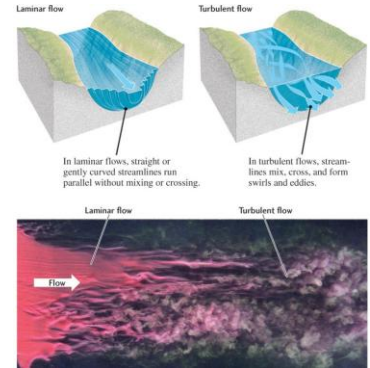 Laminar flow
Turbulent flow
In laminar flows, straight or
gently curved streamlines run
parallel without mixing or crossing.
In turbulent flows, stream-
lines mix, cross, and form
swirls and eddies.
Laminar flow
Turbulent flow
Flow